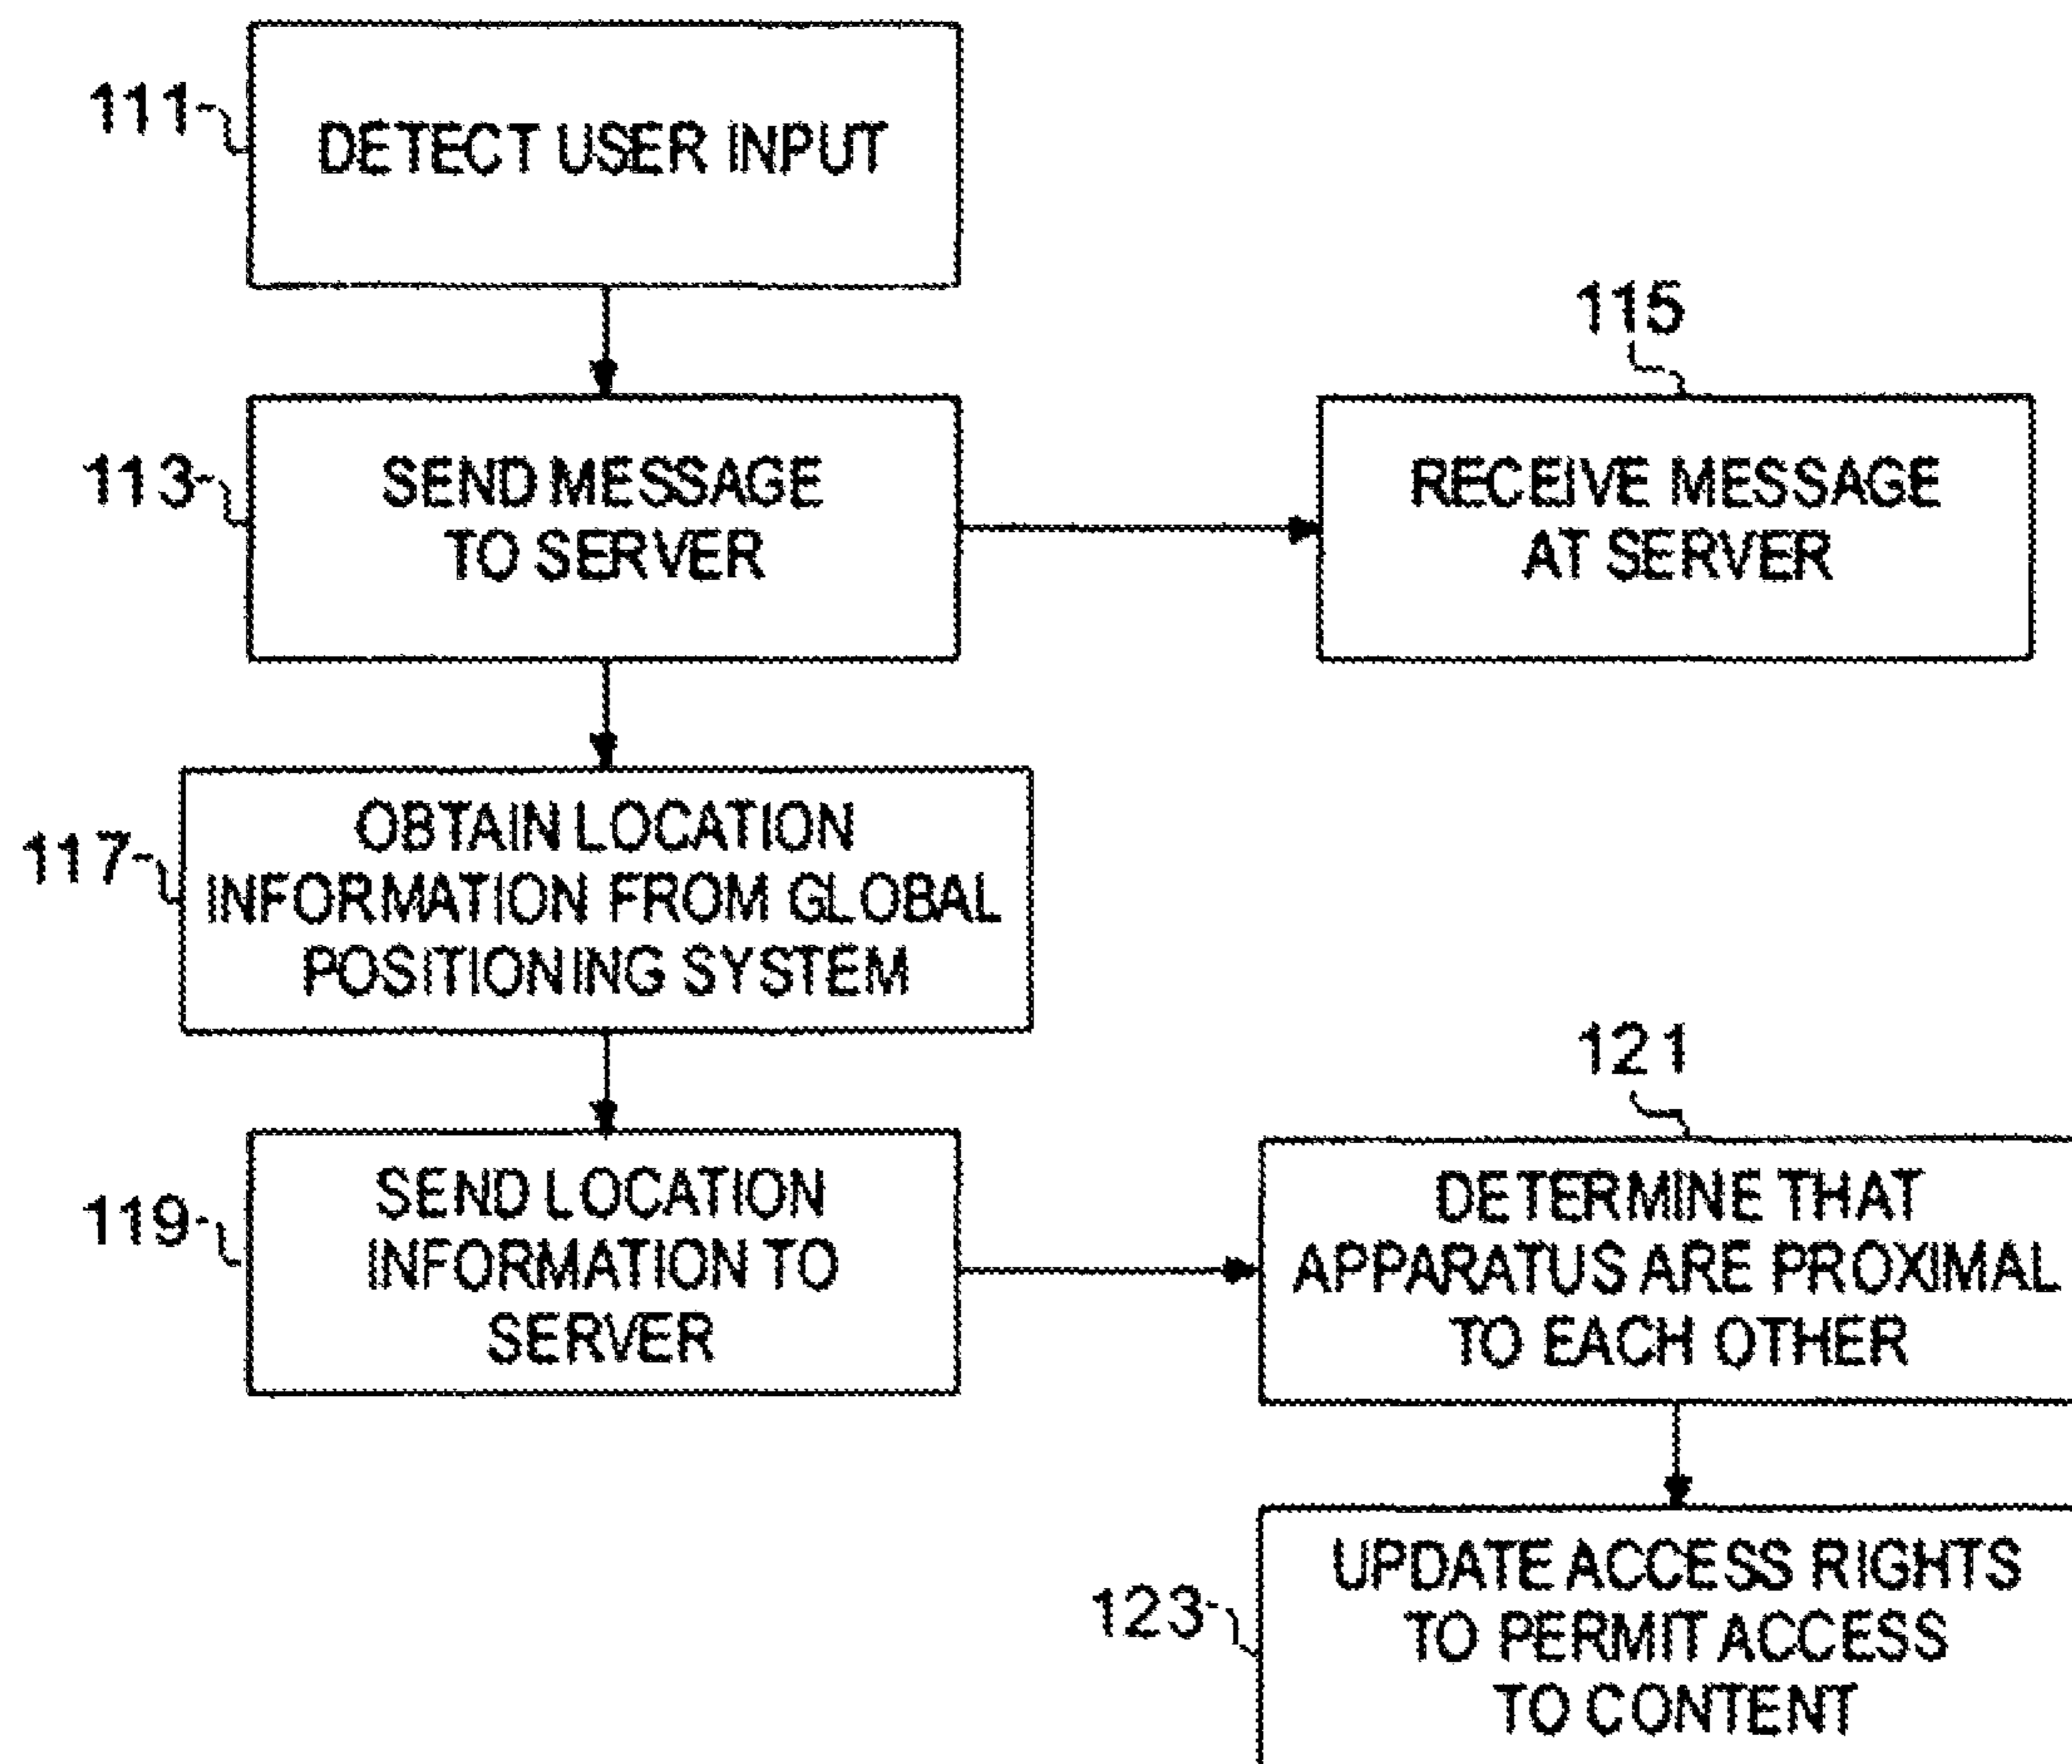 111
DETECT USER INPUT
113
SEND MESSAGE
TO SERVER
115
RECEIVE MESSAGE
AT SERVER
117
OBTAIN LOCATION
INFORMATION FROM GLOBAL
POSITIONING SYSTEM
119
SEND LOCATION
INFORMATION TO
SERVER
121
DETERMINE THAT
APPARATUS ARE PROXIMAL
TO EACH OTHER
123
UPDATE ACCESS RIGHTS
TO PERMIT ACCESS
TO CONTENT